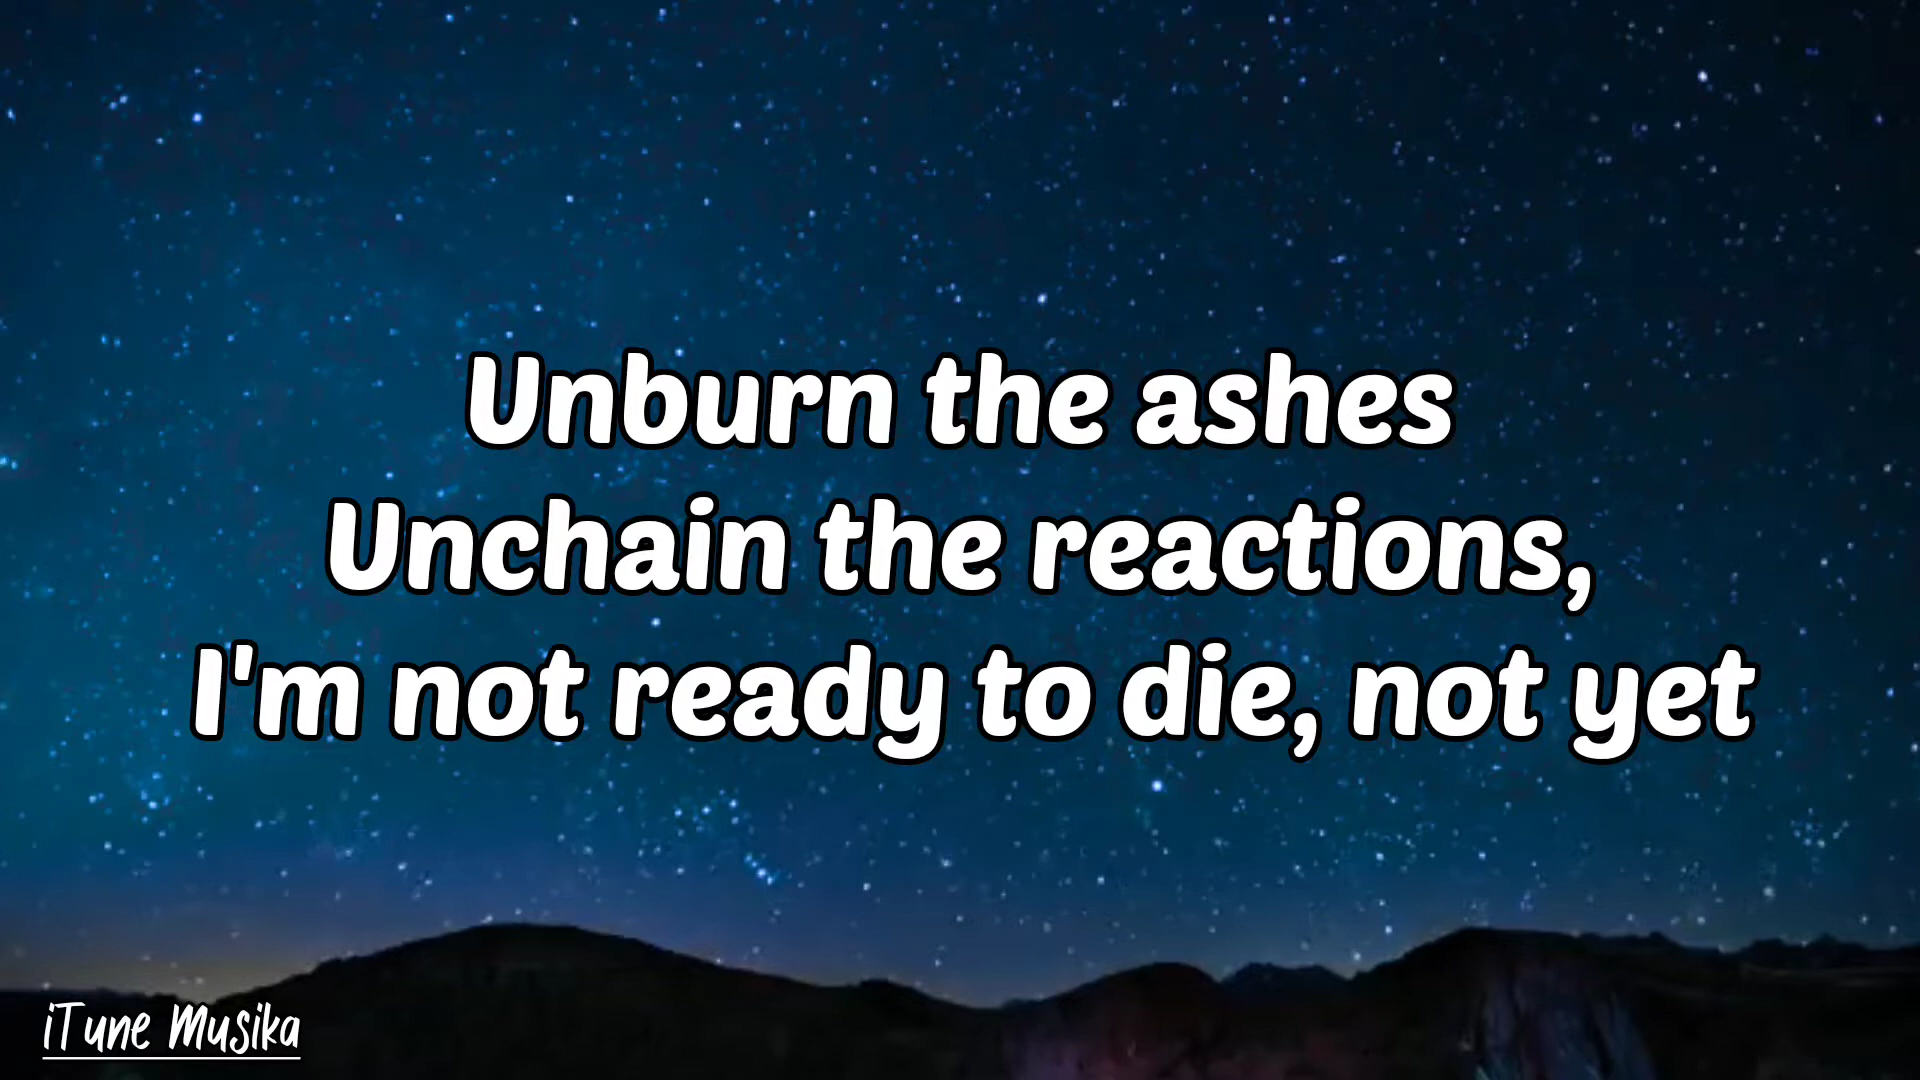 Unburn the ashes
Unchain the reactions,
I'm not ready to die, not yet
iTune Musika